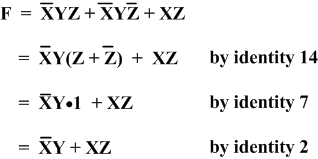 F = X̅YZ + X̅YZ̅ + XZ
= X̅Y(Z + Z̅) + XZ by identity 14
= X̅Y•1 + XZ by identity 7
= X̅Y + XZ by identity 2